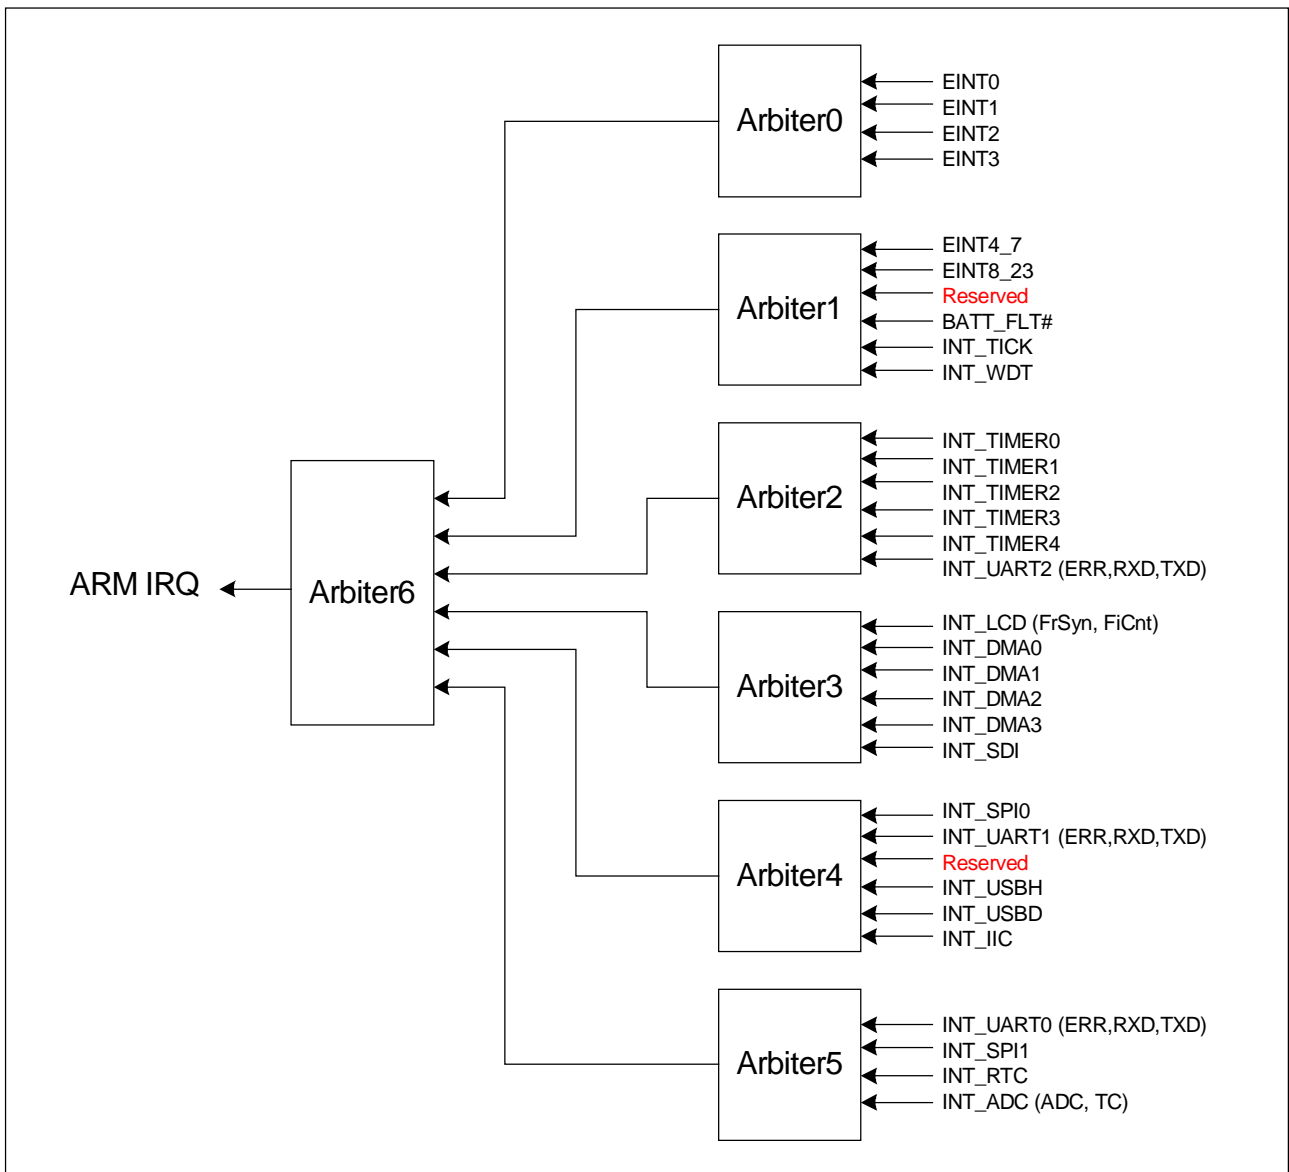 Arbiter0
EINT0
EINT1
EINT2
EINT3
Arbiter1
EINT4_7
EINT8_23
Reserved
BATT_FLT#
INT_TICK
INT_WDT
Arbiter2
INT_TIMER0
INT_TIMER1
INT_TIMER2
INT_TIMER3
INT_TIMER4
INT_UART2 (ERR,RXD,TXD)
ARM IRQ
Arbiter6
Arbiter3
INT_LCD (FrSyn, FiCnt)
INT_DMA0
INT_DMA1
INT_DMA2
INT_DMA3
INT_SDI
Arbiter4
INT_SPI0
INT_UART1 (ERR,RXD,TXD)
Reserved
INT_USBH
INT_USBD
INT_IIC
Arbiter5
INT_UART0 (ERR,RXD,TXD)
INT_SPI1
INT_RTC
INT_ADC (ADC, TC)